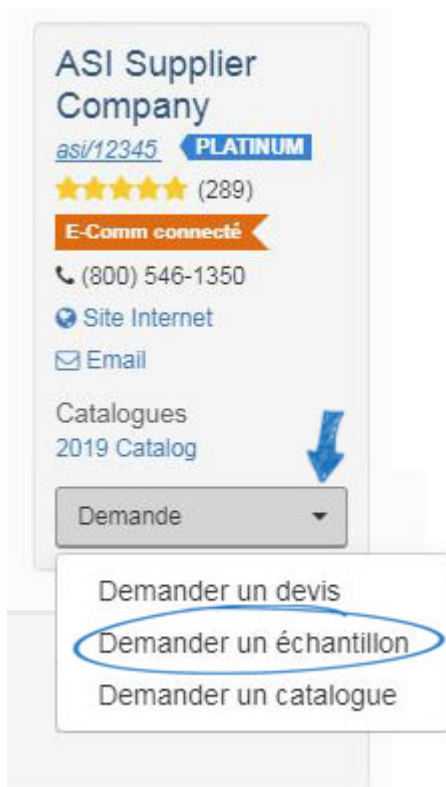 ASI Supplier
Company
asi/12345 PLATINUM
(289)
E-Comm connecté
(800) 546-1350
Site Internet
Email
Catalogues
2019 Catalog
Demande
Demander un devis
Demander un échantillon
Demander un catalogue